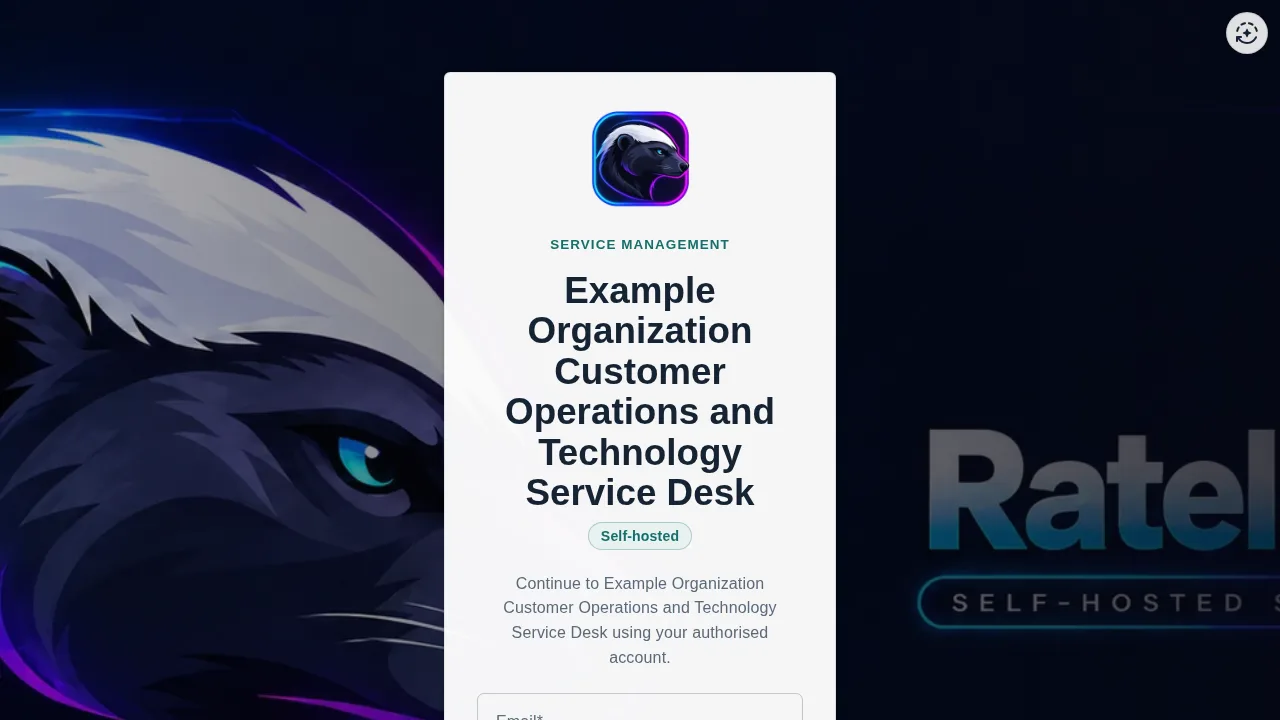 SERVICE MANAGEMENT
Example
Organization
Customer
Operations and
Technology
Service Desk
Self-hosted
Continue to Example Organization
Customer Operations and Technology
Service Desk using your authorised
account.
Email*
Ratel
SELF-HOSTED S